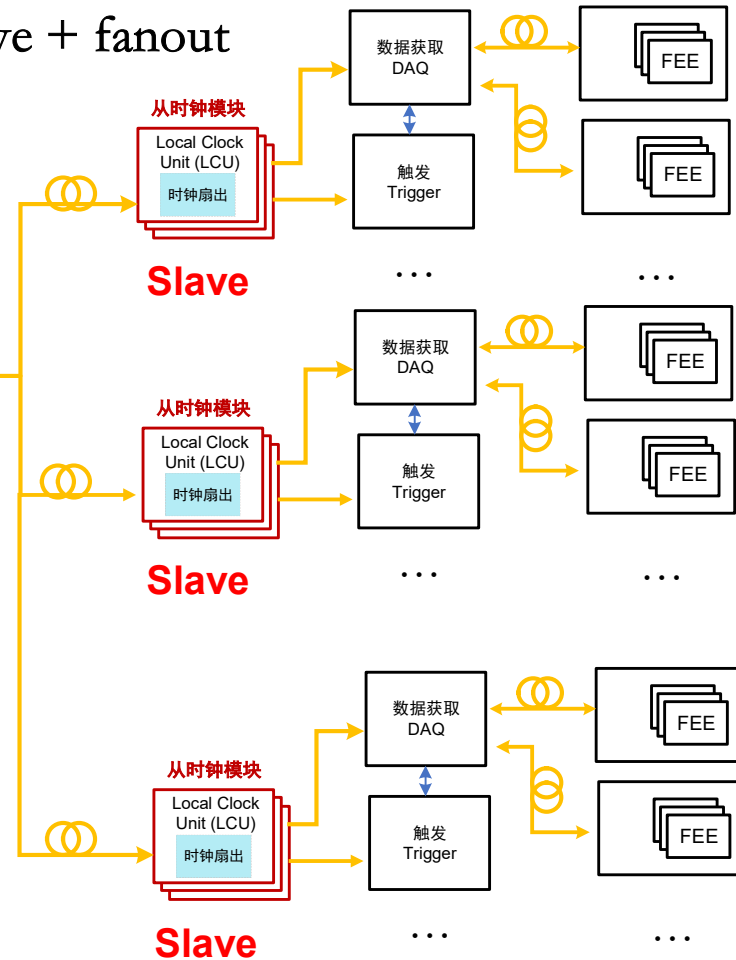 + fanout
数据获取
DAQ
FEE
从时钟模块
Local Clock
Unit (LCU)
时钟扇出
触发
Trigger
FEE
Slave
...
...
数据获取
DAQ
FEE
从时钟模块
Local Clock
Unit (LCU)
时钟扇出
触发
Trigger
FEE
Slave
...
...
数据获取
DAQ
FEE
从时钟模块
Local Clock
Unit (LCU)
时钟扇出
触发
Trigger
FEE
Slave
...
...